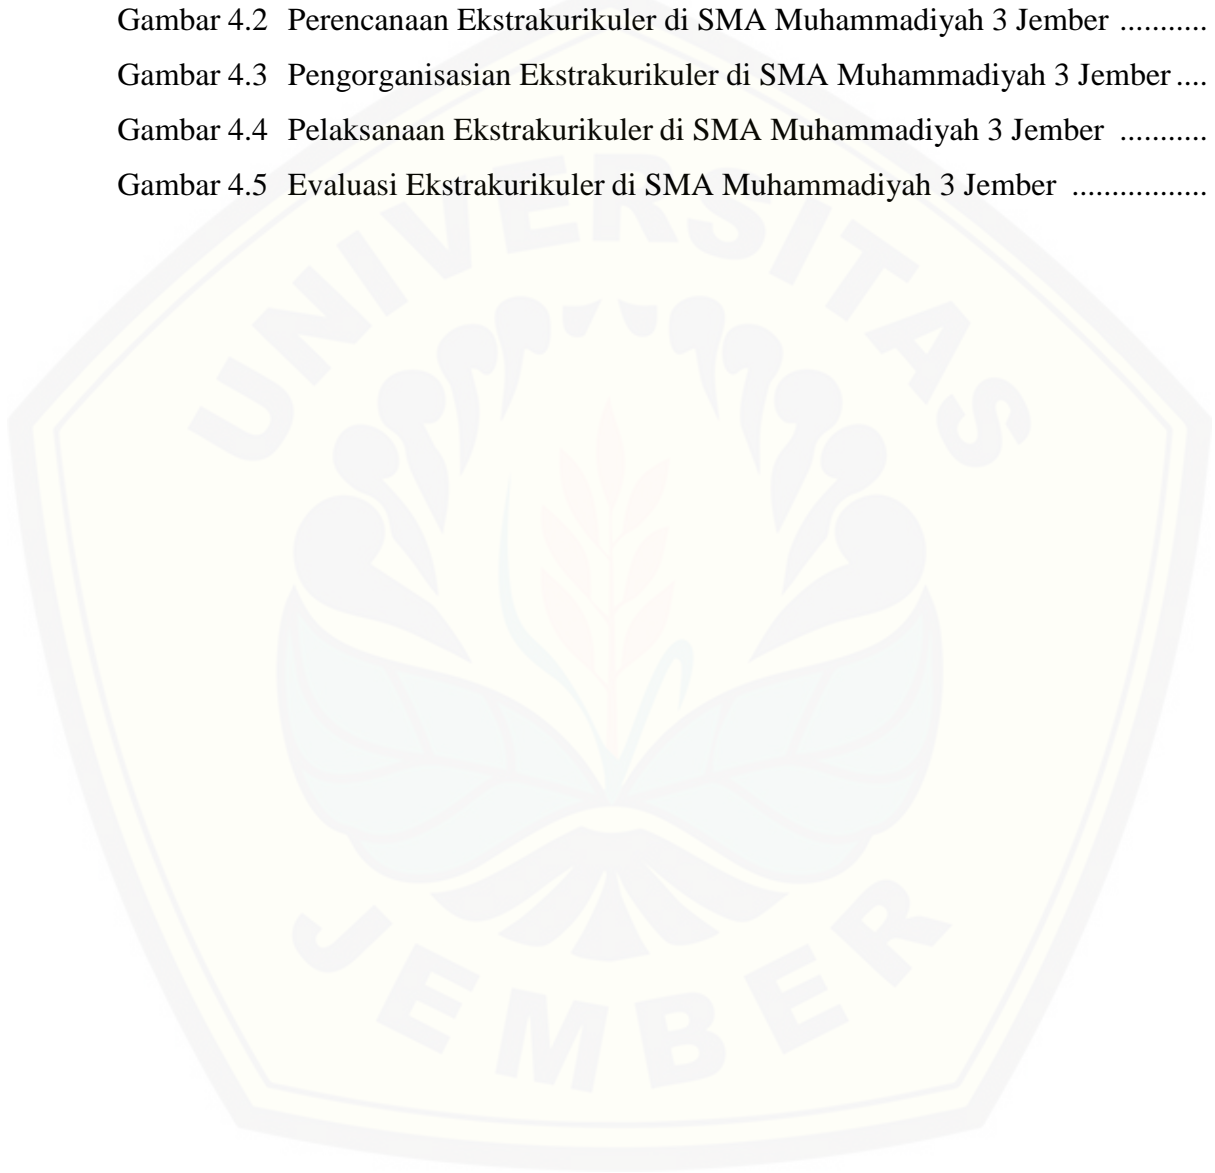 Gambar 4.2 Perencanaan Ekstrakurikuler di SMA Muhammadiyah 3 Jember ...........
Gambar 4.3 Pengorganisasian Ekstrakurikuler di SMA Muhammadiyah 3 Jember ....
Gambar 4.4 Pelaksanaan Ekstrakurikuler di SMA Muhammadiyah 3 Jember ...........
Gambar 4.5 Evaluasi Ekstrakurikuler di SMA Muhammadiyah 3 Jember .................
UNIVERSITAS
JEMBER